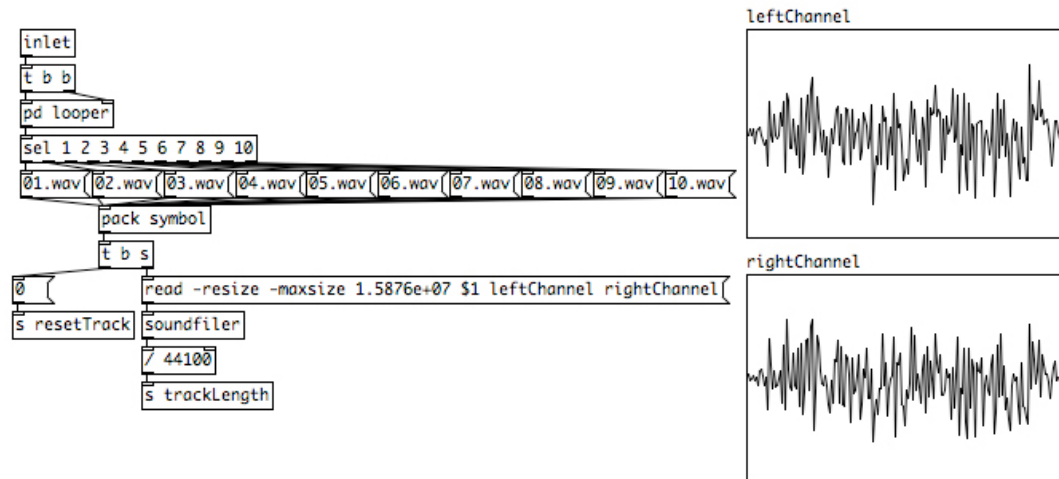 leftChannel
inlet
t b b
pd looper
sel 1 2 3 4 5 6 7 8 9 10
01.wav 02.wav 03.wav 04.wav 05.wav 06.wav 07.wav 08.wav 09.wav 10.wav
pack symbol
t b s
rightChannel
0
read -resize -maxsize 1.5876e+07 $1 leftChannel rightChannel
s resetTrack
soundfiler
/ 44100
s trackLength